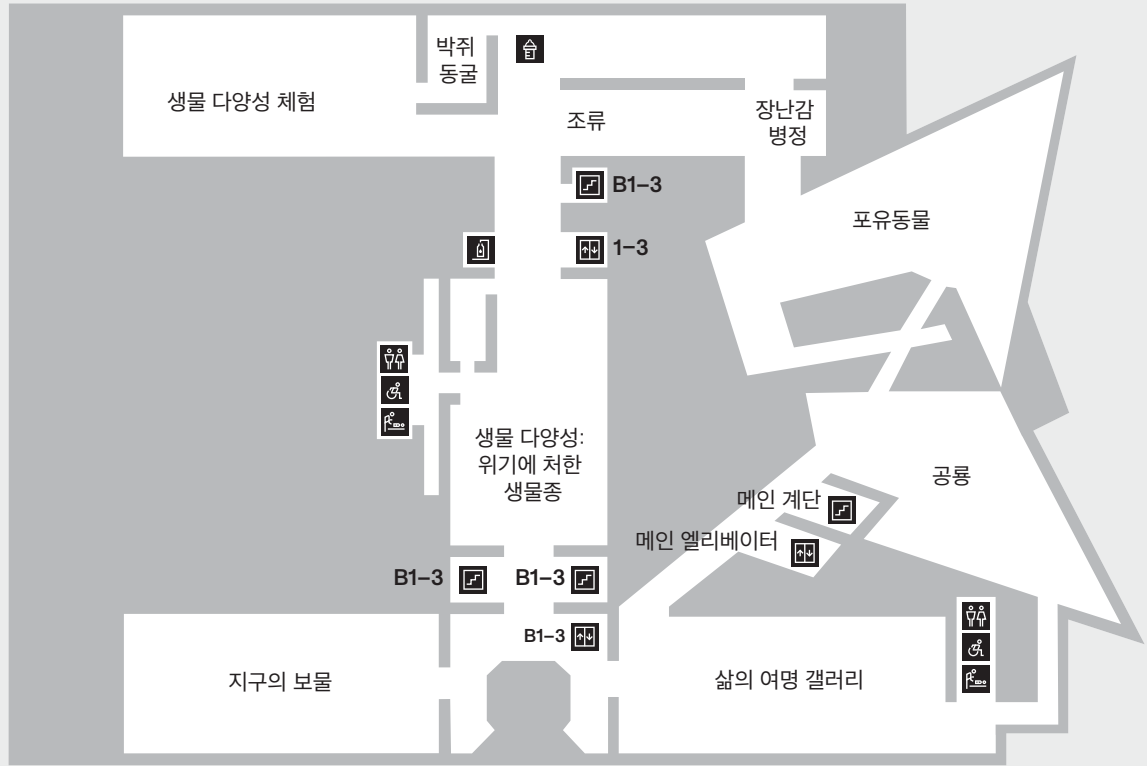 박쥐
동굴
생물 다양성 체험
조류
장난감
병정
B1–3
포유동물
1–3
생물 다양성:
위기에 처한
생물종
공룡
메인 계단
메인 엘리베이터
B1–3
B1–3
B1–3
지구의 보물
삶의 여명 갤러리